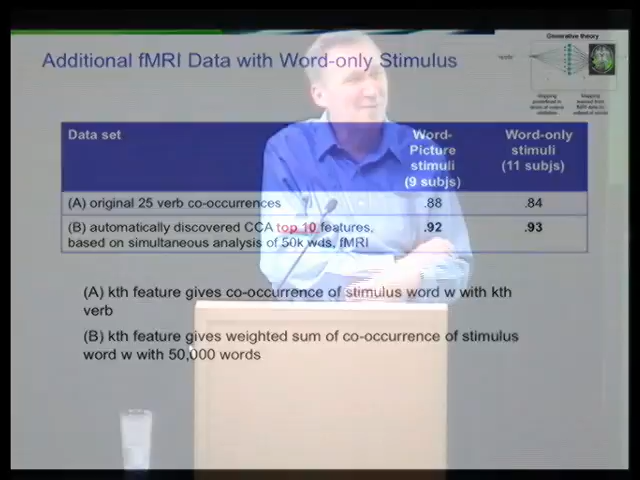 Generative theory
Additional fMRI Data with Word-only Stimulus
Data set
Word-
Picture
stimuli
(9 subjs)
Word-only
stimuli
(11 subjs)
(A) original 25 verb co-occurrences
.88
.84
(B) automatically discovered CCA top 10 features,
based on simultaneous analysis of 50k wds, fMRI
.92
.93
(A) kth feature gives co-occurrence of stimulus word w with kth
verb
(B) kth feature gives weighted sum of co-occurrence of stimulus
word w with 50,000 words